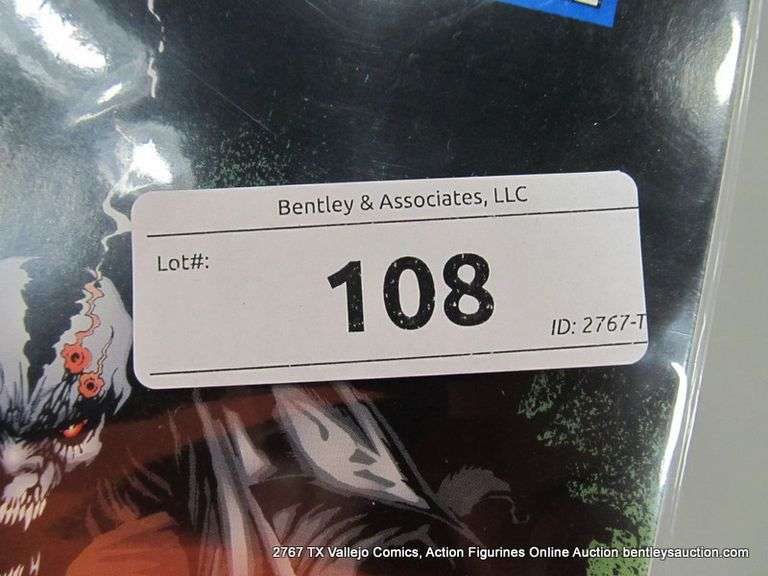 Bentley & Associates, LLC
Lot#:
108
ID: 2767-T
2767 TX Vallejo Comics, Action Figurines Online Auction bentleysauction.com